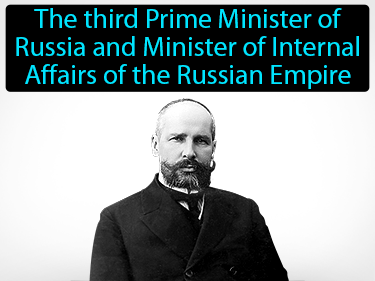 The third Prime Minister of
Russia and Minister of Internal
Affairs of the Russian Empire